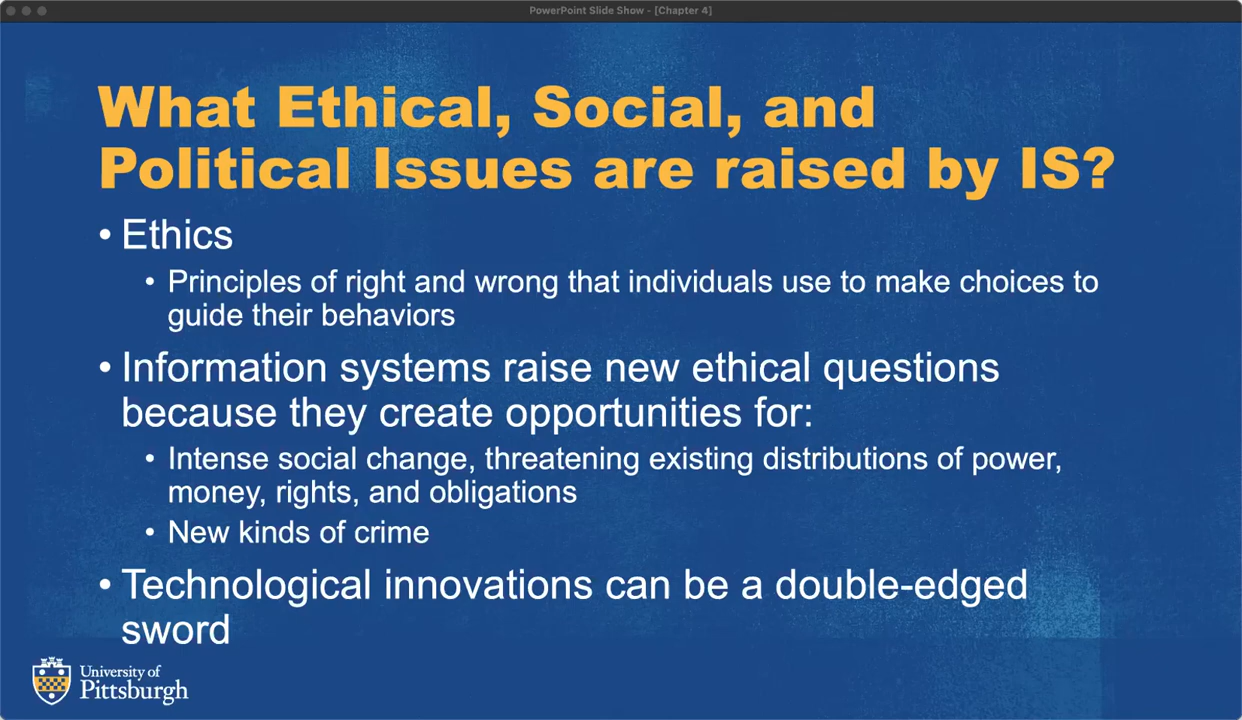 PowerPoint Slide Show - [Chapter 4]
What Ethical, Social, and
Political Issues are raised by IS?
• Ethics
• Principles of right and wrong that individuals use to make choices to
guide their behaviors
• Information systems raise new ethical questions
because they create opportunities for:
• Intense social change, threatening existing distributions of power,
money, rights, and obligations
• New kinds of crime
• Technological innovations can be a double-edged
sword
University of
Pittsburgh